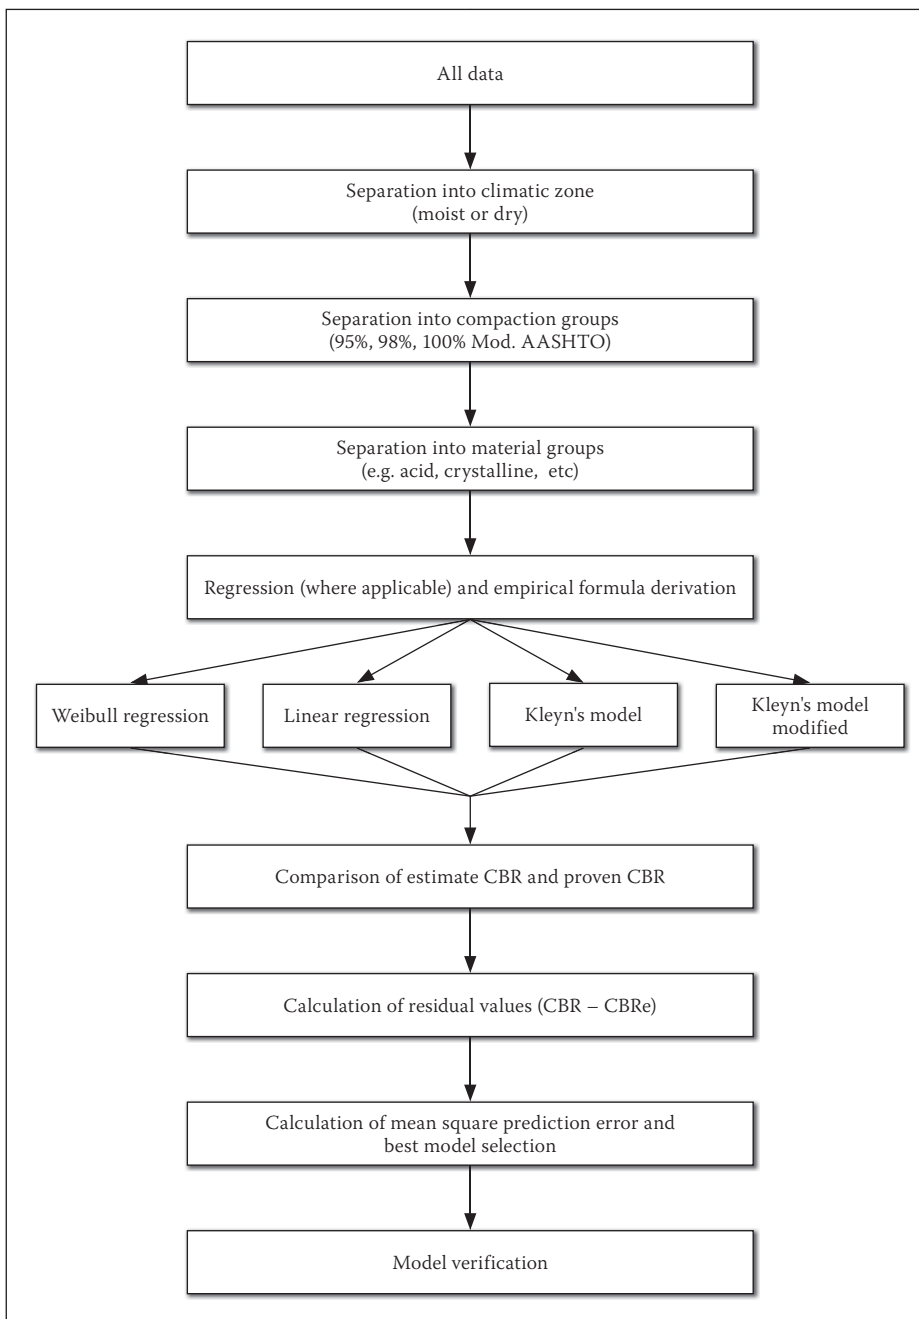 All data
Separation into climatic zone
(moist or dry)
Separation into compaction groups
(95%, 98%, 100% Mod. AASHTO)
Separation into material groups
(e.g. acid, crystalline,  etc)
Regression (where applicable) and empirical formula derivation
Weibull regression
Linear regression
Kleyn's model
Kleyn's model
modified
Comparison of estimate CBR and proven CBR
Calculation of residual values (CBR – CBRe)
Calculation of mean square prediction error and
best model selection
Model verification